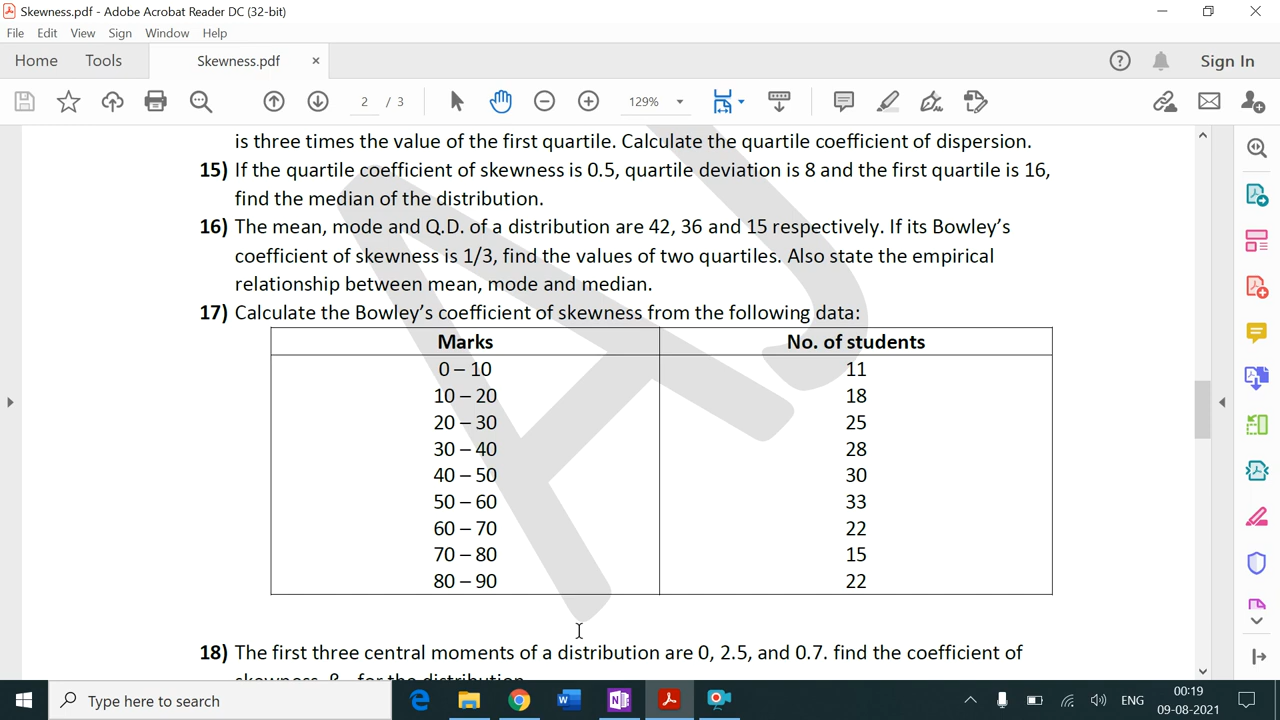 Skewness.pdf - Adobe Acrobat Reader DC (32-bit)
File Edit View Sign Window Help
Home Tools Skewness.pdf × Sign In
2 / 3 129%
is three times the value of the first quartile. Calculate the quartile coefficient of dispersion.
15) If the quartile coefficient of skewness is 0.5, quartile deviation is 8 and the first quartile is 16,
find the median of the distribution.
16) The mean, mode and Q.D. of a distribution are 42, 36 and 15 respectively. If its Bowley’s
coefficient of skewness is 1/3, find the values of two quartiles. Also state the empirical
relationship between mean, mode and median.
17) Calculate the Bowley’s coefficient of skewness from the following data:
Marks No. of students
0 – 10 11
10 – 20 18
20 – 30 25
30 – 40 28
40 – 50 30
50 – 60 33
60 – 70 22
70 – 80 15
80 – 90 22
18) The first three central moments of a distribution are 0, 2.5, and 0.7. find the coefficient of
skewness, for the distribution
Type here to search
ENG
00:19
09-08-2021